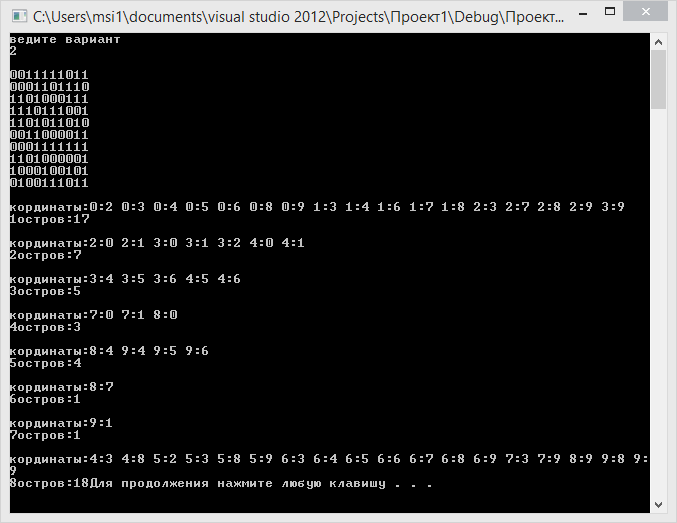 C:\Users\msi1\documents\visual studio 2012\Projects\Проект1\Debug\Проект...
ведите вариант
2
0011111011
0001101110
1101000111
1110111001
1101011010
0011000011
0001111111
1101000001
1000100101
0100111011
кординаты:0:2 0:3 0:4 0:5 0:6 0:8 0:9 1:3 1:4 1:6 1:7 1:8 2:3 2:7 2:8 2:9 3:9
1остров:17
кординаты:2:0 2:1 3:0 3:1 3:2 4:0 4:1
2остров:7
кординаты:3:4 3:5 3:6 4:5 4:6
3остров:5
кординаты:7:0 7:1 8:0
4остров:3
кординаты:8:4 9:4 9:5 9:6
5остров:4
кординаты:8:7
6остров:1
кординаты:9:1
7остров:1
кординаты:4:3 4:8 5:2 5:3 5:8 5:9 6:3 6:4 6:5 6:6 6:7 6:8 6:9 7:3 7:9 8:9 9:8 9:
9
8остров:18Для продолжения нажмите любую клавишу . . .